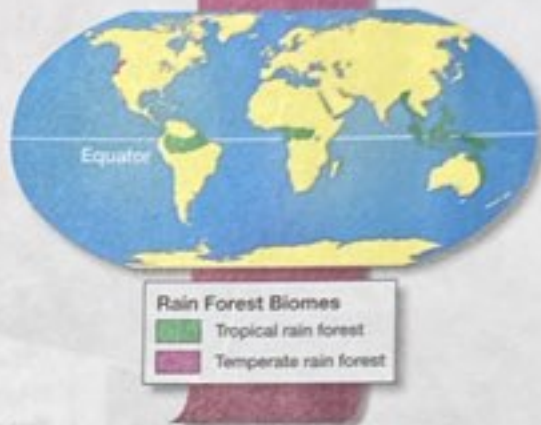 Equator
Rain Forest Biomes
Tropical rain forest
Temperate rain forest